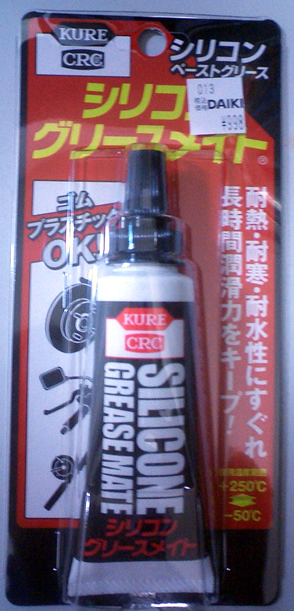 KURE
CRC
シリコン
ペーストグリース
013
税込
価格
DAIKI
¥998
シリコン
グリースメイト®
ゴム
プラスチック
OK!
耐熱・耐寒・耐水性にすぐれ
長時間潤滑力をキープ!
+250℃
-50℃
KURE
CRC
SILICONE
GREASE MATE
シリコン
グリースメイト